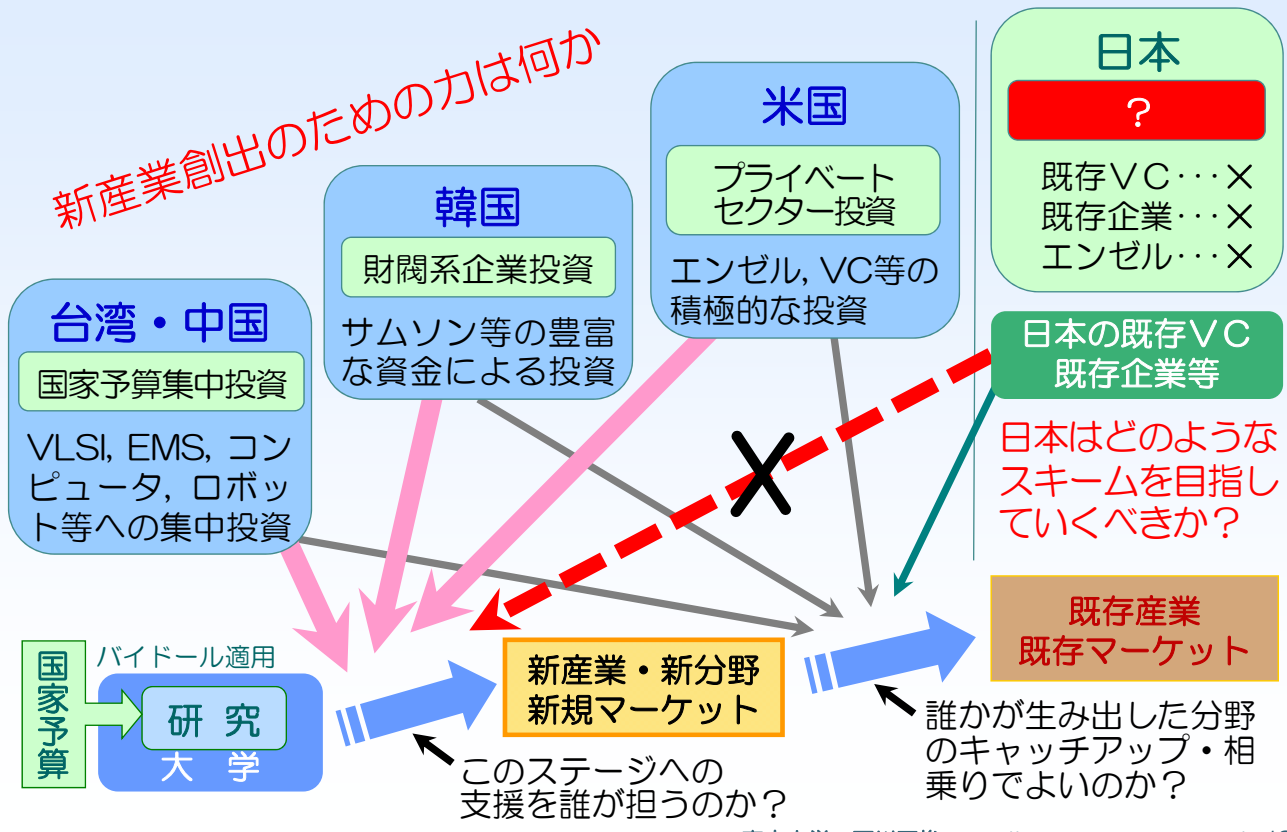 新産業創出のための力は何か
台湾・中国
国家予算集中投資
VLSI, EMS, コン
ピュータ, ロボッ
ト等への集中投資
韓国
財閥系企業投資
サムソン等の豊富
な資金による投資
米国
プライベート
セクター投資
エンゼル, VC等の
積極的な投資
日本
？
既存VC･･･×
既存企業･･･×
エンゼル･･･×
日本の既存VC
既存企業等
日本はどのような
スキームを目指し
ていくべきか？
X
国家予算
バイドール適用
研 究
大 学
新産業・新分野
新規マーケット
既存産業
既存マーケット
このステージへの
支援を誰が担うのか？
誰かが生み出した分野
のキャッチアップ・相
乗りでよいのか？